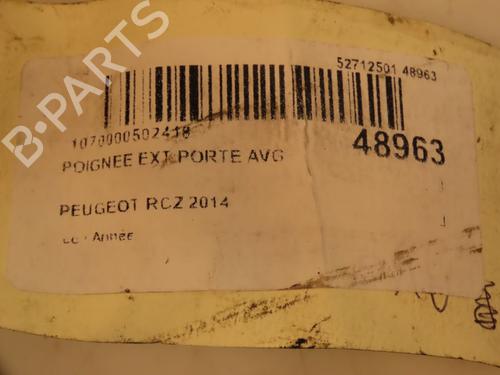 52712501 48963
1070000502418
48963
POIGNEE EXT PORTE AVG
PEUGEOT RCZ 2014
Année
B-PARTS